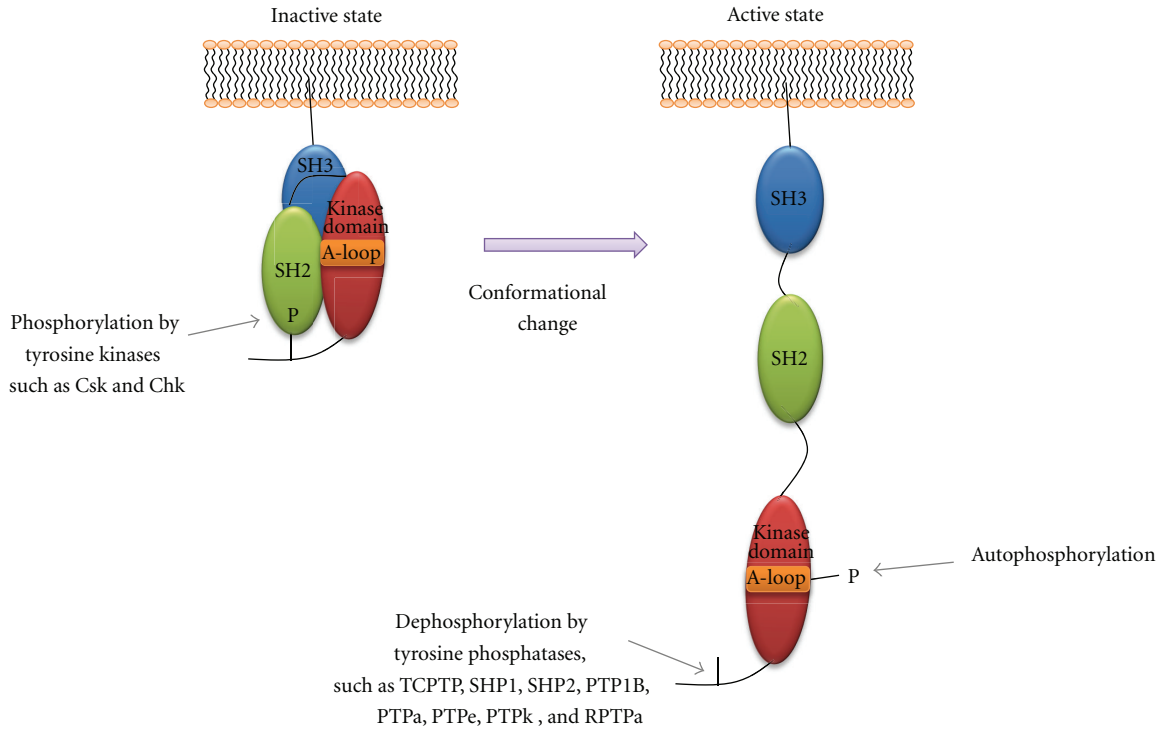 Inactive state
Active state
SH3
Kinase
domain
A-loop
SH2
P
Phosphorylation by
tyrosine kinases
such as Csk and Chk
Conformational
change
SH3
SH2
Kinase
domain
A-loop
P
Autophosphorylation
Dephosphorylation by
tyrosine phosphatases,
such as TCPTP, SHP1, SHP2, PTP1B,
PTPa, PTPe, PTPk , and RPTPa